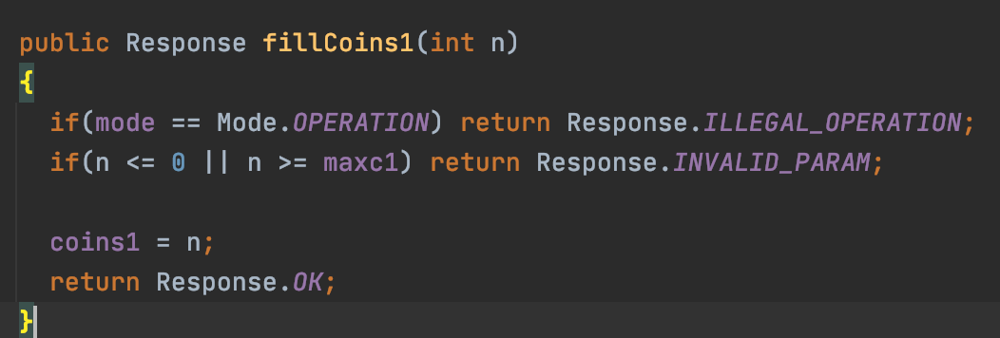 public Response fillCoins1(int n)
{
if(mode == Mode.OPERATION) return Response.ILLEGAL_OPERATION;
if(n <= 0 || n >= maxc1) return Response.INVALID_PARAM;
coins1 = n;
return Response.OK;
}